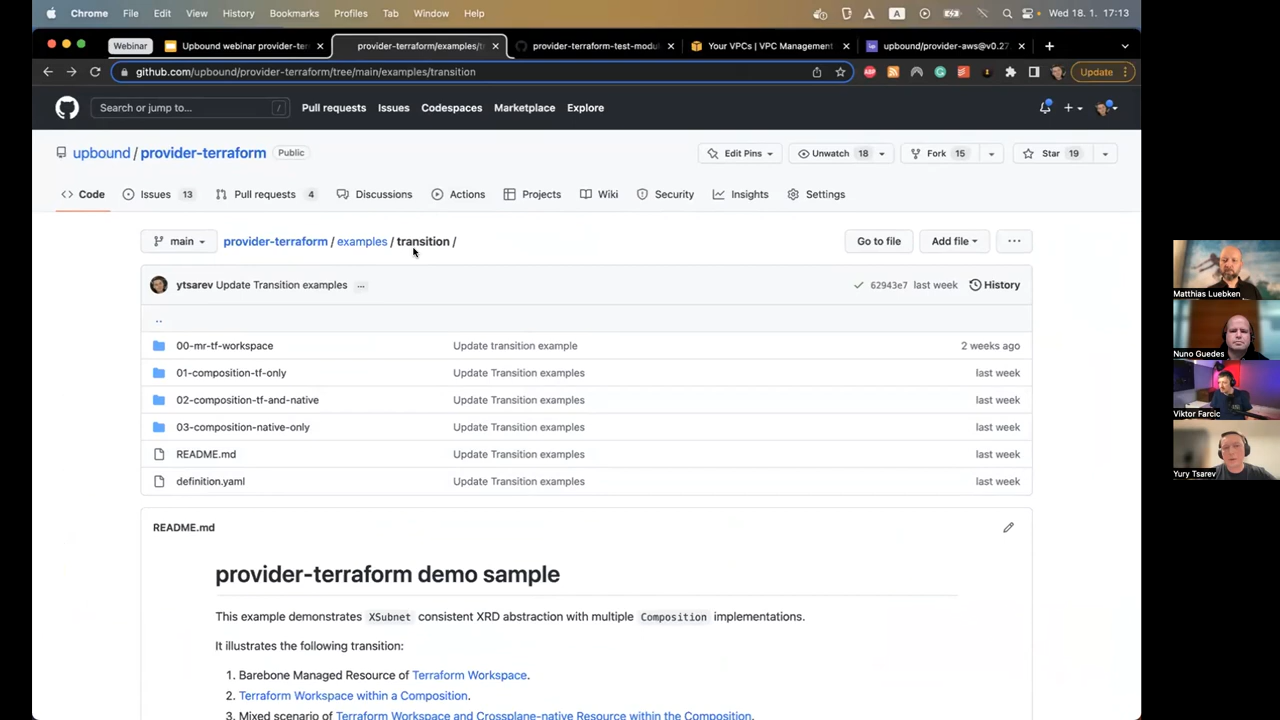 Chrome File Edit View History Bookmarks Profiles Tab Window Help A Wed 18. 1. 17:13
Webinar Upbound webinar provider-ter provider-terraform/examples/tr provider-terraform-test-modul Your VPCs | VPC Management upbound/provider-aws@v0.27
github.com/upbound/provider-terraform/tree/main/examples/transition Update
Search or jump to... / Pull requests Issues Codespaces Marketplace Explore
upbound / provider-terraform Public Edit Pins Unwatch 18 Fork 15 Star 19
Code Issues 13 Pull requests 4 Discussions Actions Projects Wiki Security Insights Settings
main provider-terraform / examples / transition / Go to file Add file ...
ytsarev Update Transition examples ... 62943e7 last week History
..
00-mr-tf-workspace Update transition example 2 weeks ago
01-composition-tf-only Update Transition examples last week
02-composition-tf-and-native Update Transition examples last week
03-composition-native-only Update Transition examples last week
README.md Update Transition examples last week
definition.yaml Update Transition examples last week
README.md
provider-terraform demo sample
This example demonstrates XSubnet consistent XRD abstraction with multiple Composition implementations.
It illustrates the following transition:
1. Barebone Managed Resource of Terraform Workspace.
2. Terraform Workspace within a Composition.
3. Mixed scenario of Terraform Workspace and Crossplane-native Resource within the Composition.
Matthias Luebken
Nuno Guedes
Viktor Farcic
Yury Tsarev